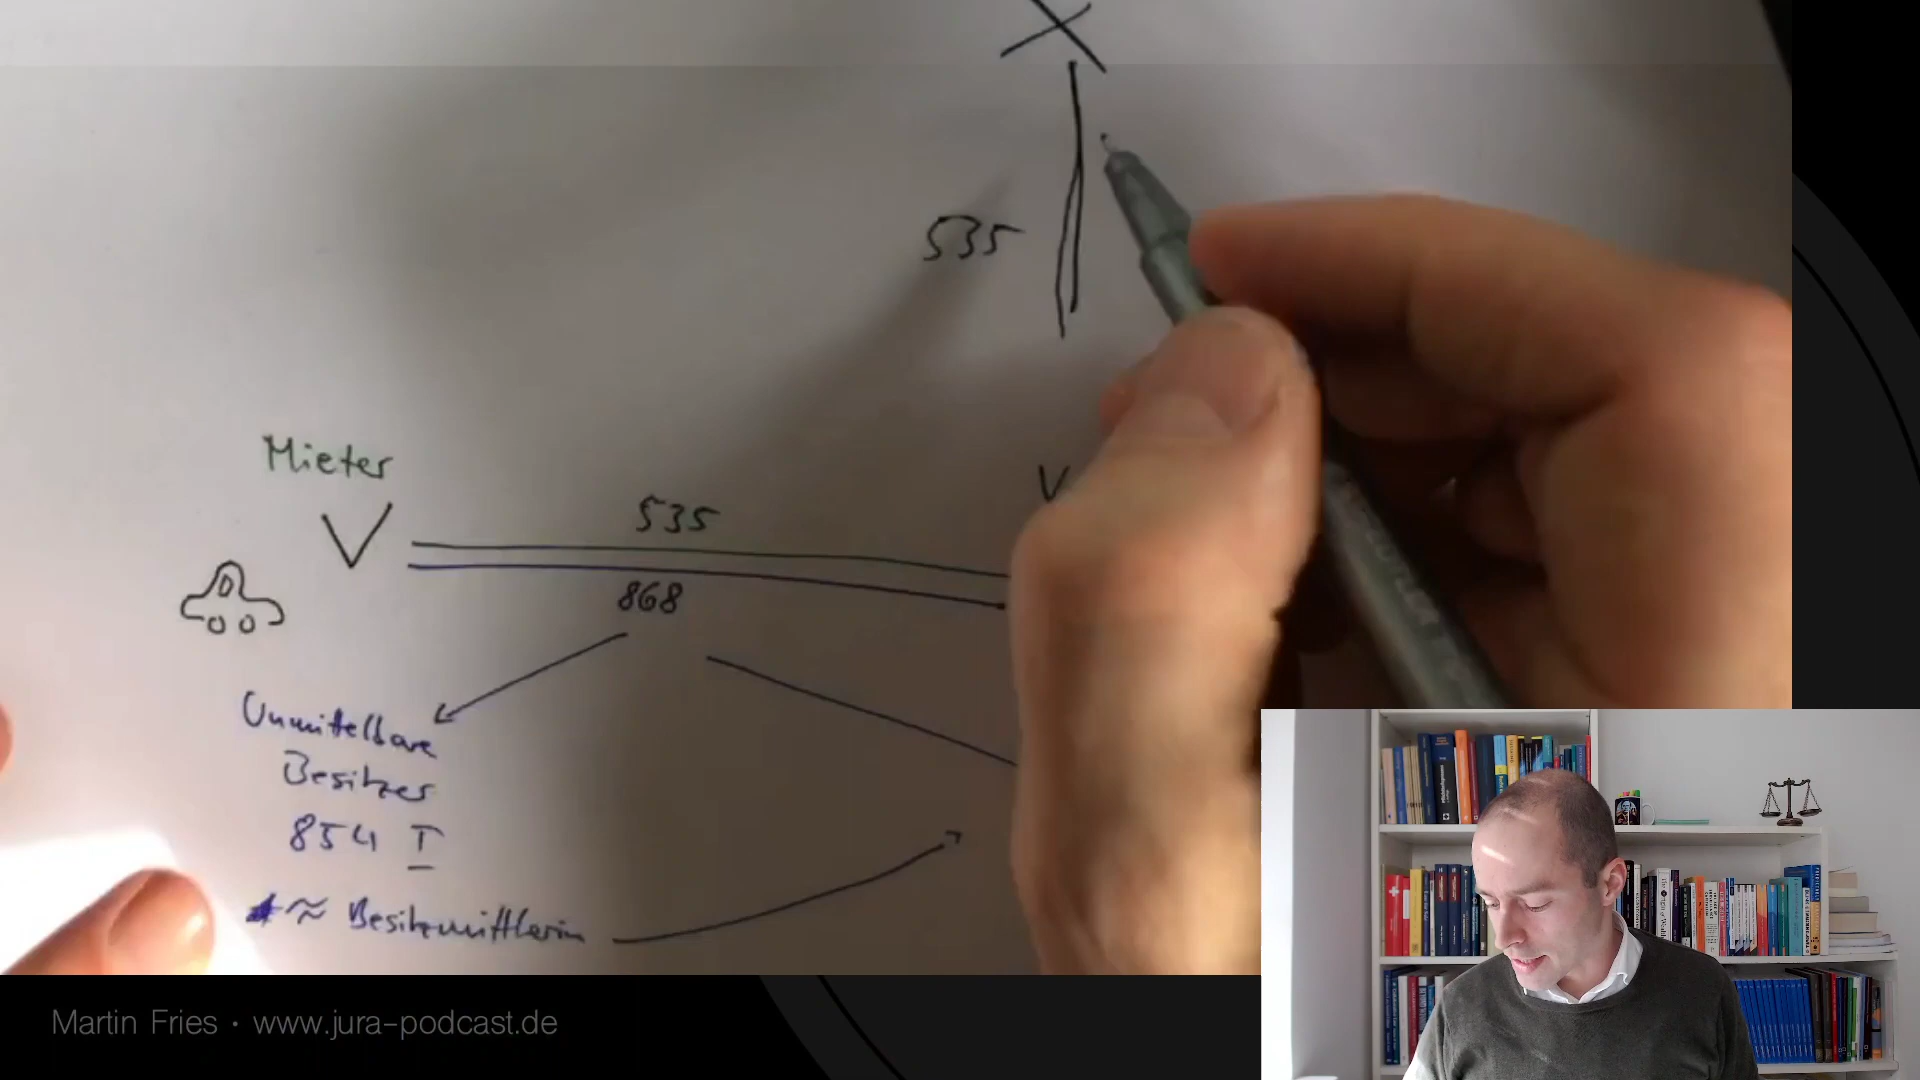 X
535
Mieter
V
V
535
868
Unmittelbare
Besitzer
854 I
≈ Besitzmittlerin
Martin Fries · www.jura-podcast.de